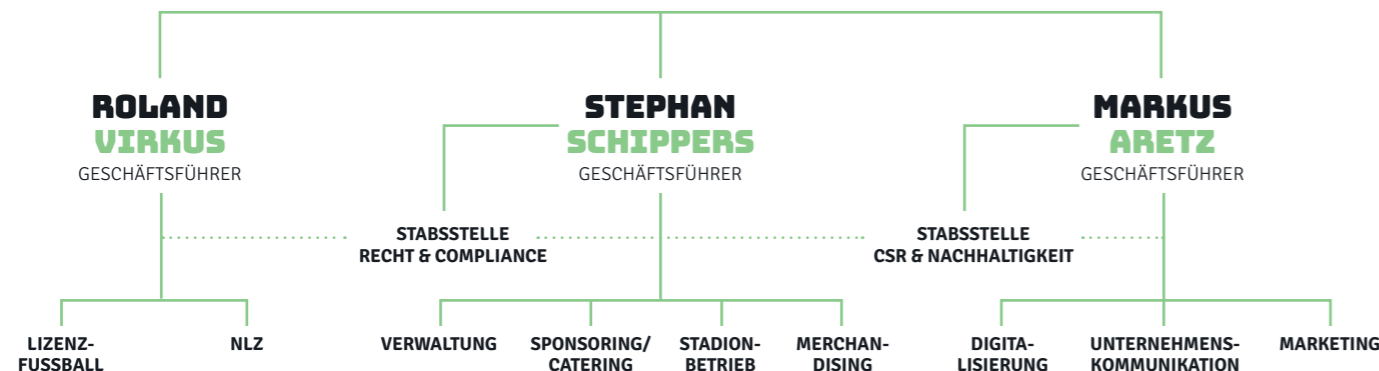 ROLAND
VIRKUS
GESCHÄFTSFÜHRER
STEPHAN
SCHIPPERS
GESCHÄFTSFÜHRER
MARKUS
ARETZ
GESCHÄFTSFÜHRER
STABSSTELLE
RECHT & COMPLIANCE
STABSSTELLE
CSR & NACHHALTIGKEIT
LIZENZ-
FUSSBALL
NLZ
VERWALTUNG
SPONSORING/
CATERING
STADION-
BETRIEB
MERCHAN-
DISING
DIGITA-
LISIERUNG
UNTERNEHMENS-
KOMMUNIKATION
MARKETING